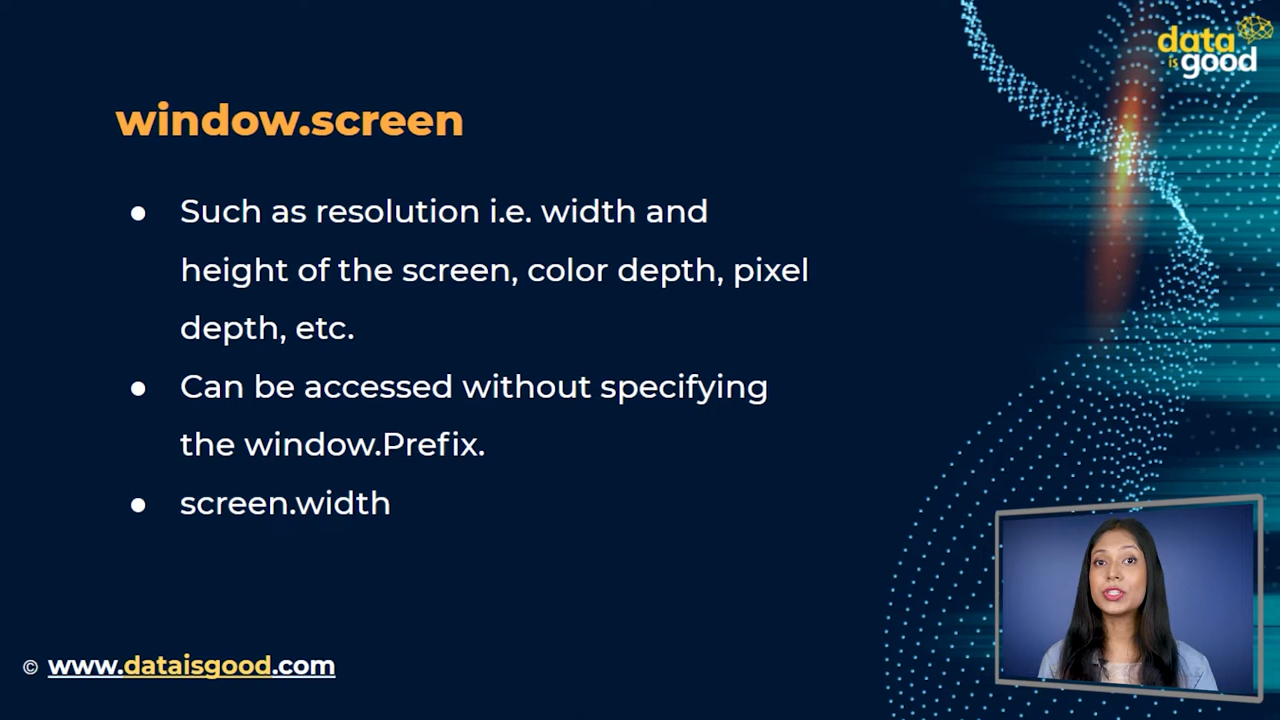 data
is good
window.screen
● Such as resolution i.e. width and
height of the screen, color depth, pixel
depth, etc.
● Can be accessed without specifying
the window.Prefix.
● screen.width
© www.dataisgood.com